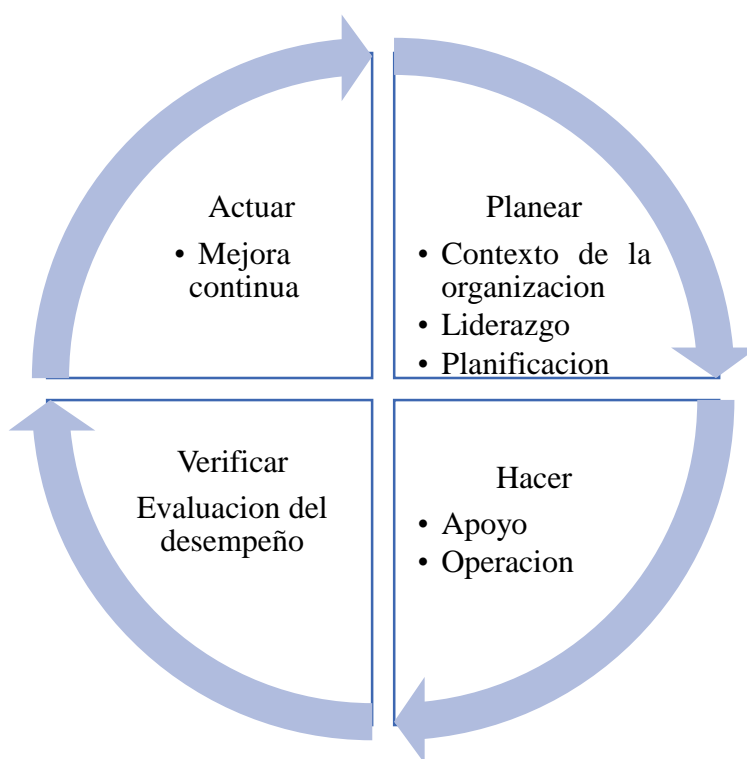 Actuar
• Mejora
continua
Planear
• Contexto de la
organizacion
• Liderazgo
• Planificacion
Verificar
Evaluacion del
desempeño
Hacer
• Apoyo
• Operacion